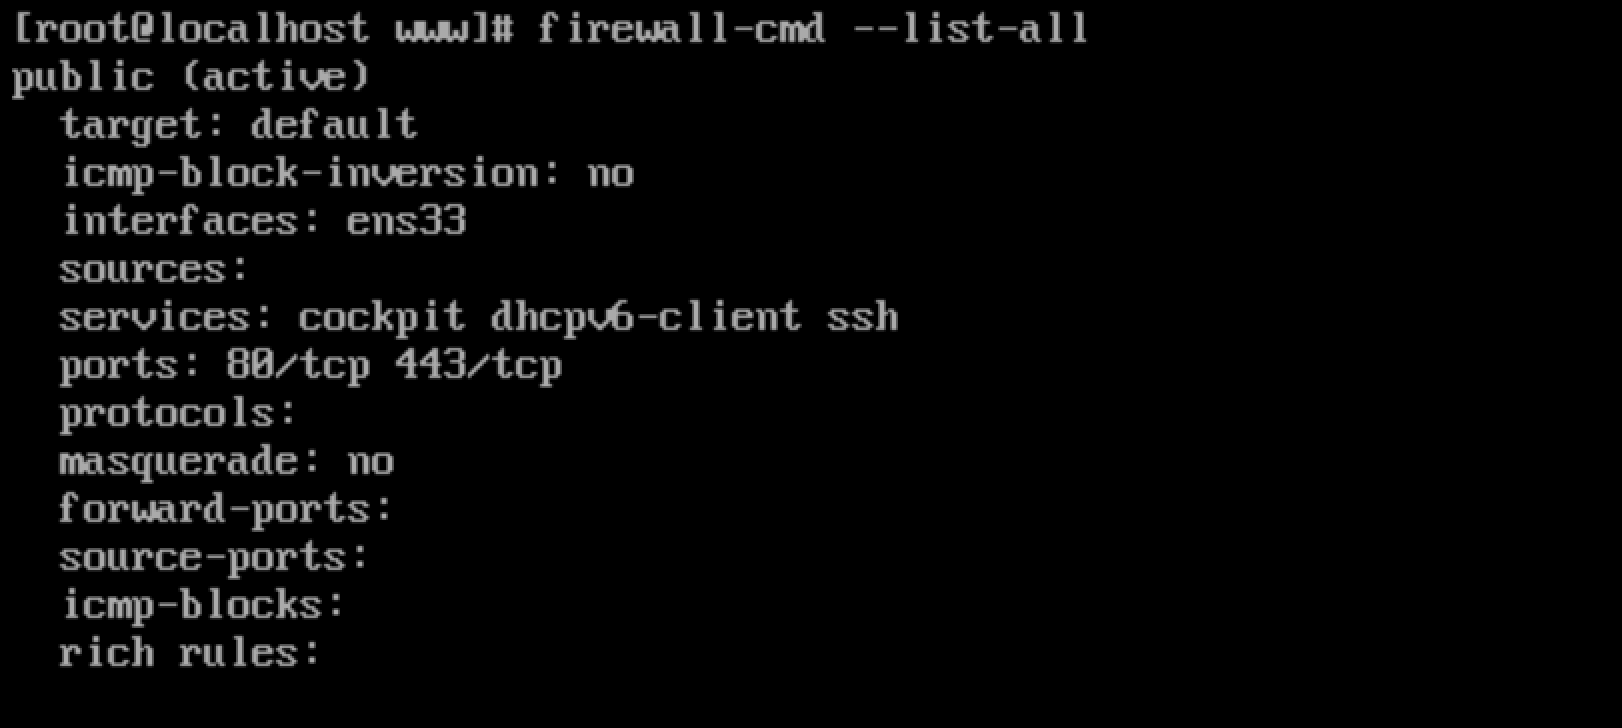 [root@localhost www]# firewall-cmd --list-all
public (active)
  target: default
  icmp-block-inversion: no
  interfaces: ens33
  sources:
  services: cockpit dhcpv6-client ssh
  ports: 80/tcp 443/tcp
  protocols:
  masquerade: no
  forward-ports:
  source-ports:
  icmp-blocks:
  rich rules: